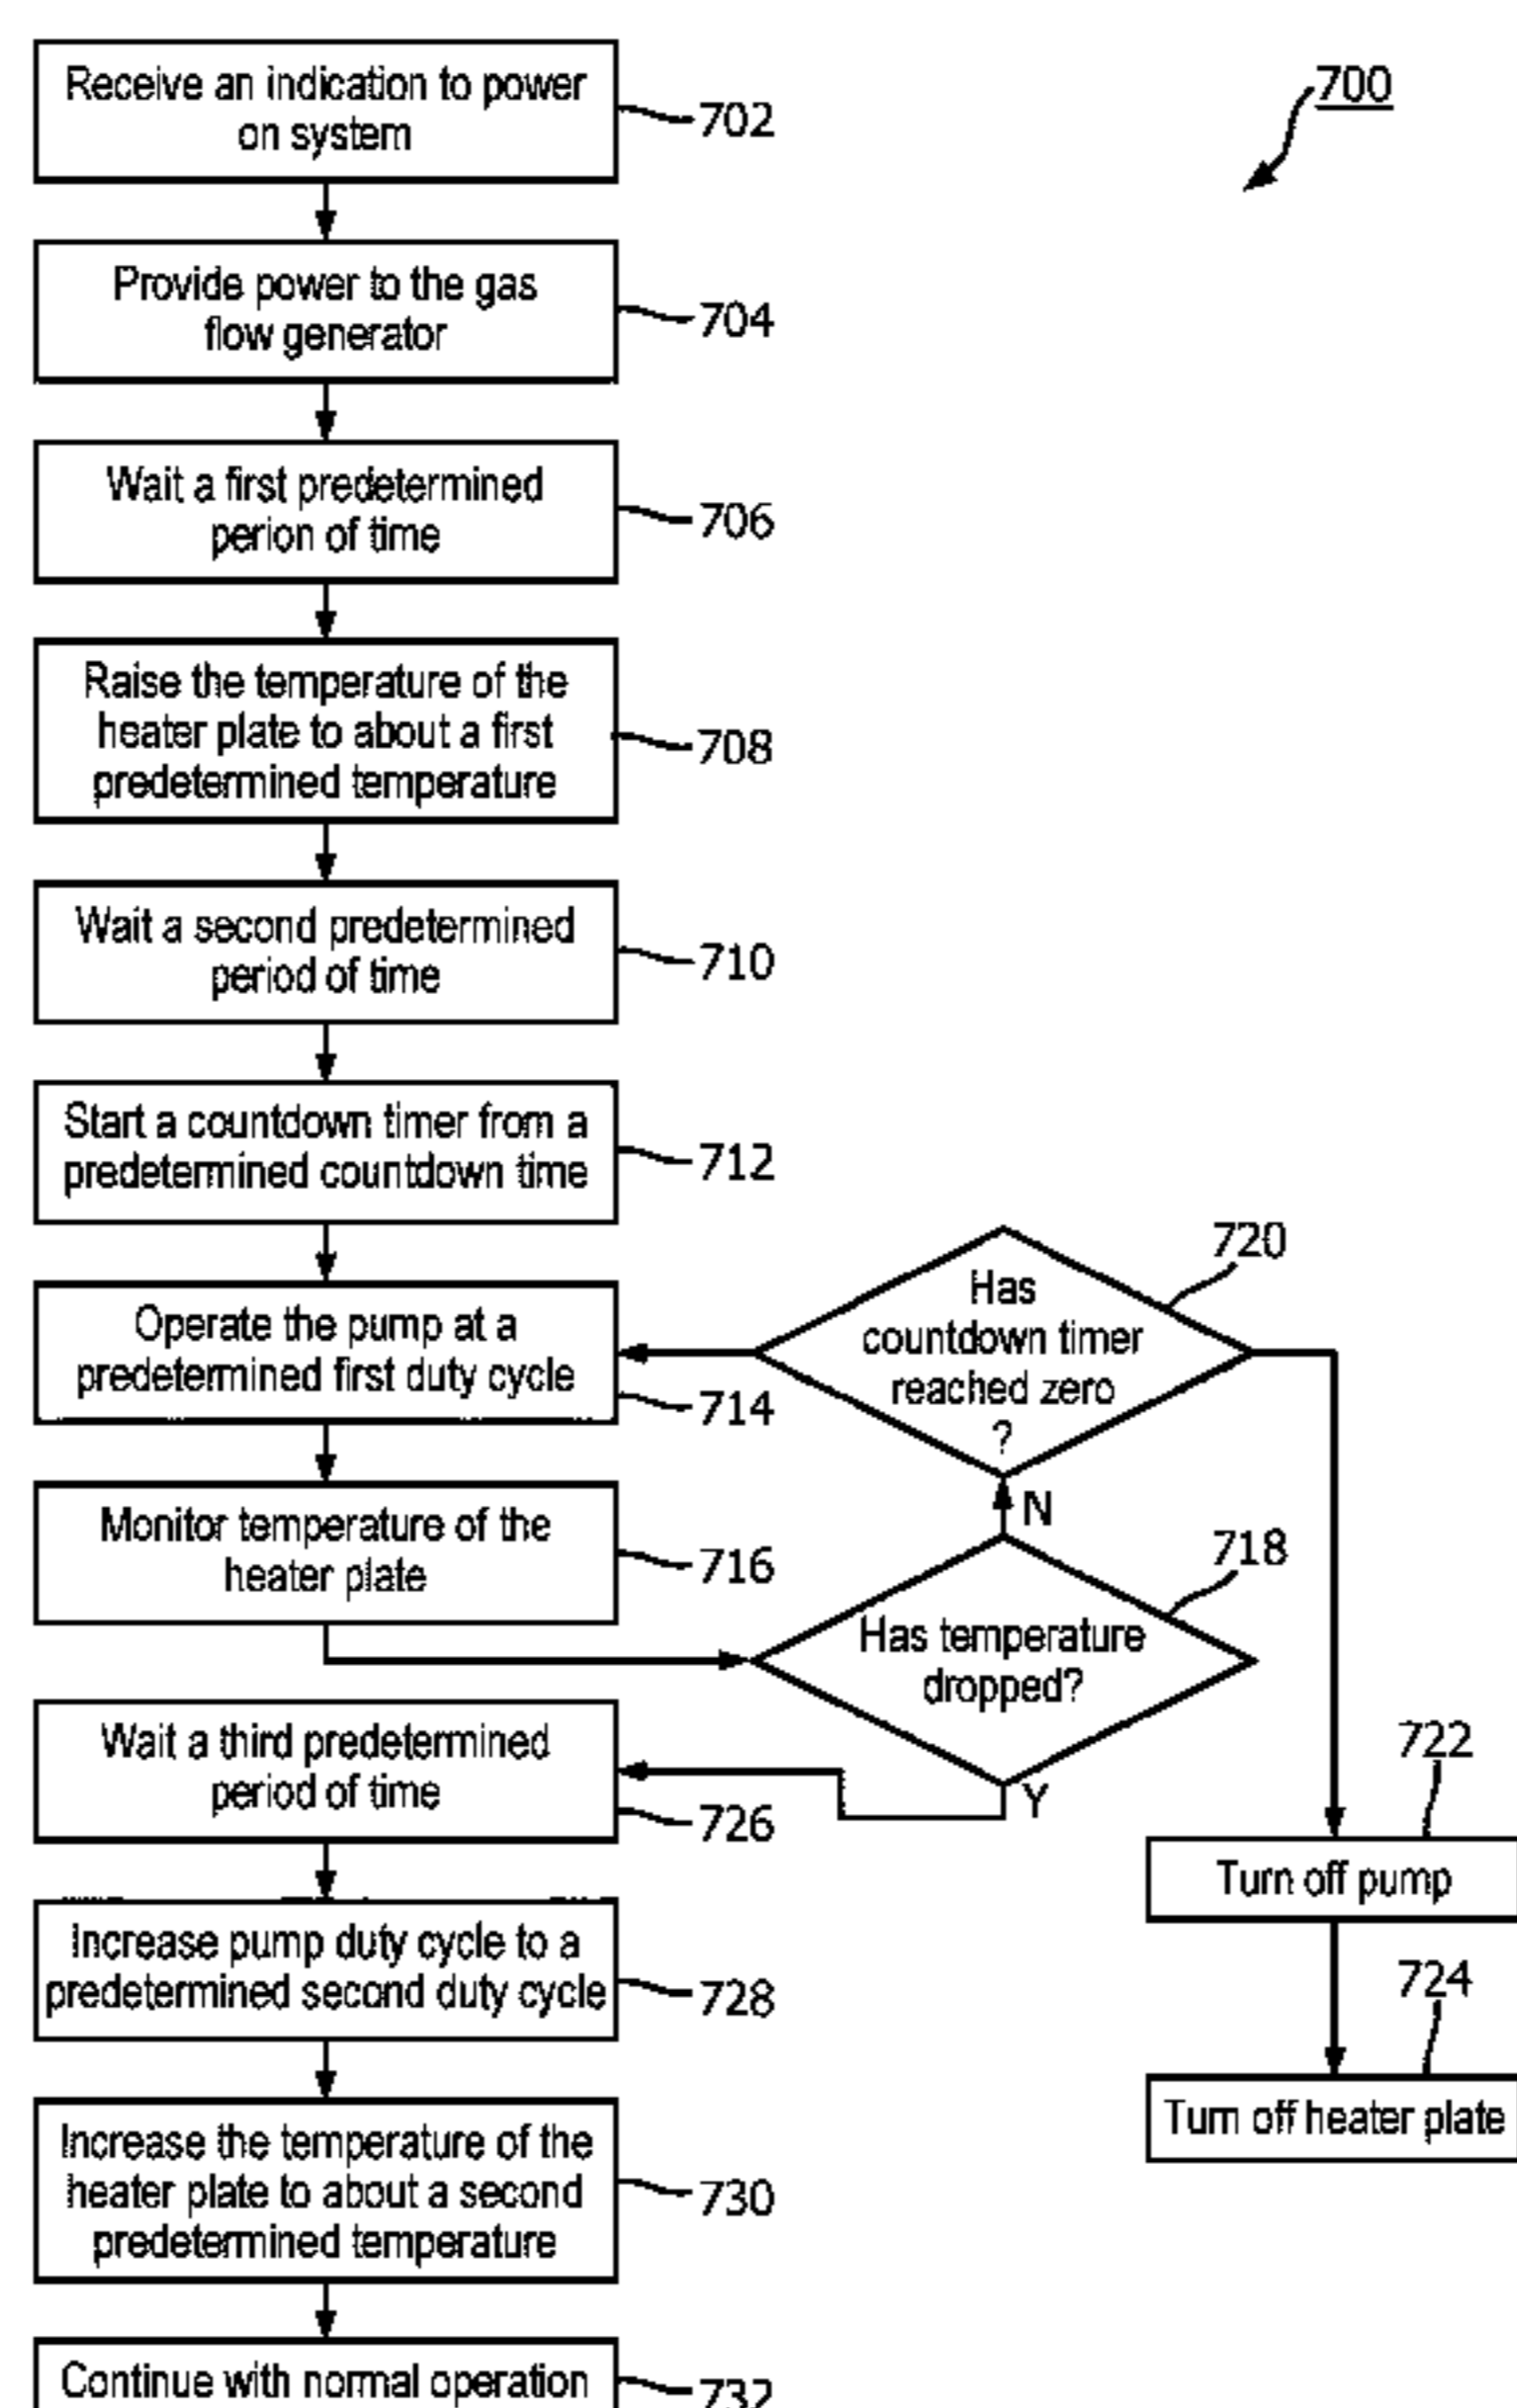 700
Receive an indication to power
on system
702
Provide power to the gas
flow generator
704
Wait a first predetermined
perion of time
706
Raise the temperature of the
heater plate to about a first
predetermined temperature
708
Wait a second predetermined
period of time
710
Start a countdown timer from a
predetermined countdown time
712
Operate the pump at a
predetermined first duty cycle
714
Monitor temperature of the
heater plate
716
Has temperature
dropped?
718
N
Y
Has
countdown timer
reached zero
?
720
Turn off pump
722
Turn off heater plate
724
Wait a third predetermined
period of time
726
Increase pump duty cycle to a
predetermined second duty cycle
728
Increase the temperature of the
heater plate to about a second
predetermined temperature
730
Continue with normal operation
732